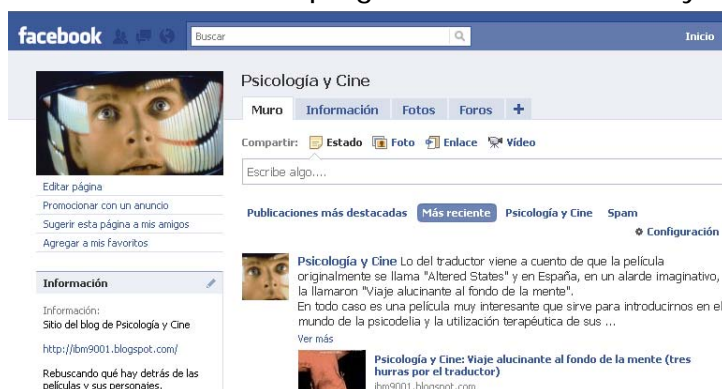 facebook
Buscar
Inicio
Psicología y Cine
Muro Información Fotos Foros +
Compartir: Estado Foto Enlace Vídeo
Escribe algo....
Editar página
Promocionar con un anuncio
Sugerir esta página a mis amigos
Agregar a mis favoritos
Publicaciones más destacadas Más reciente Psicología y Cine Spam
Configuración
Información
Información:
Sitio del blog de Psicología y Cine
http://ibm9001.blogspot.com/
Rebuscando qué hay detrás de las
películas y sus personajes.
Psicología y Cine Lo del traductor viene a cuento de que la película
originalmente se llama "Altered States" y en España, en un alarde imaginativo,
la llamaron "Viaje alucinante al fondo de la mente".
En todo caso es una película muy interesante que sirve para introducirnos en el
mundo de la psicodelia y la utilización terapéutica de sus ...
Ver más
Psicología y Cine: Viaje alucinante al fondo de la mente (tres
hurras por el traductor)
ibm9001.blogspot.com